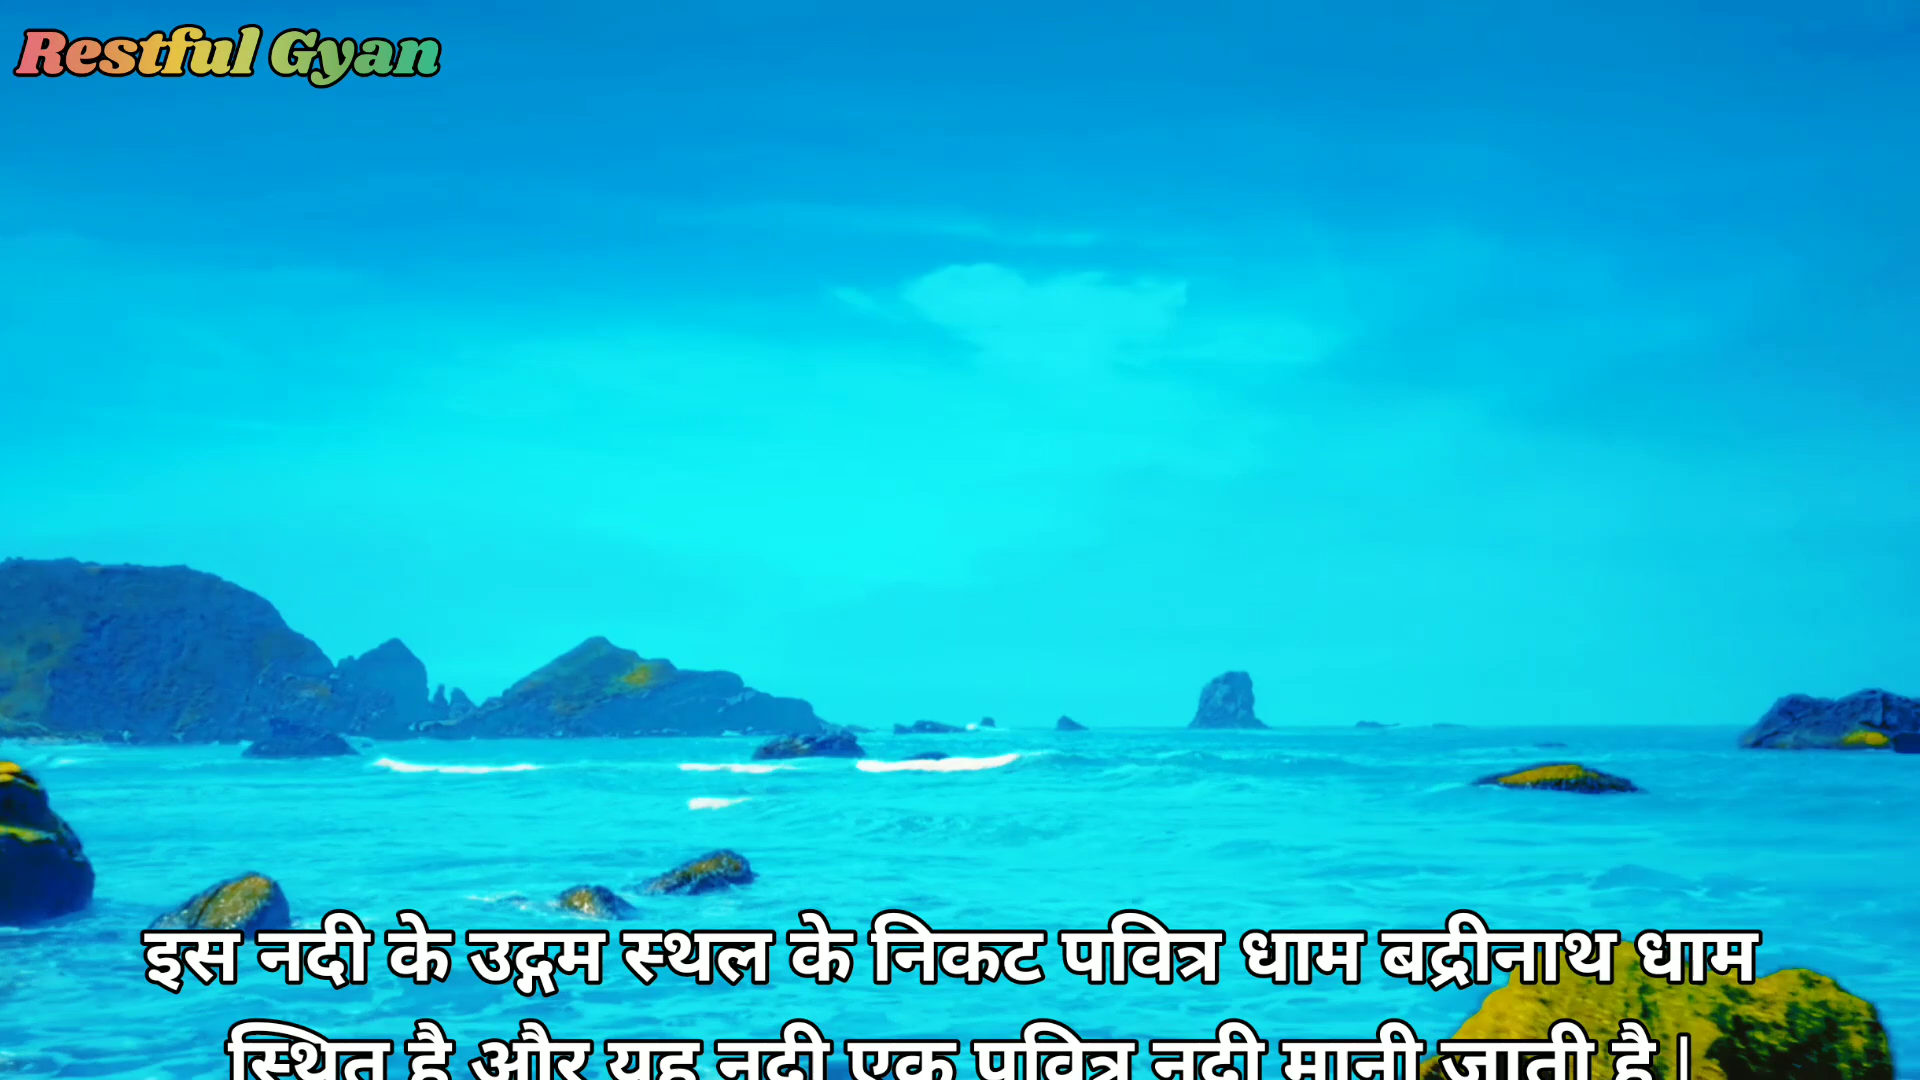 Restful Gyan
इस नदी के उद्गम स्थल के निकट पवित्र धाम बद्रीनाथ धाम
स्थित है और यह नदी एक पवित्र नदी मानी जाती है |